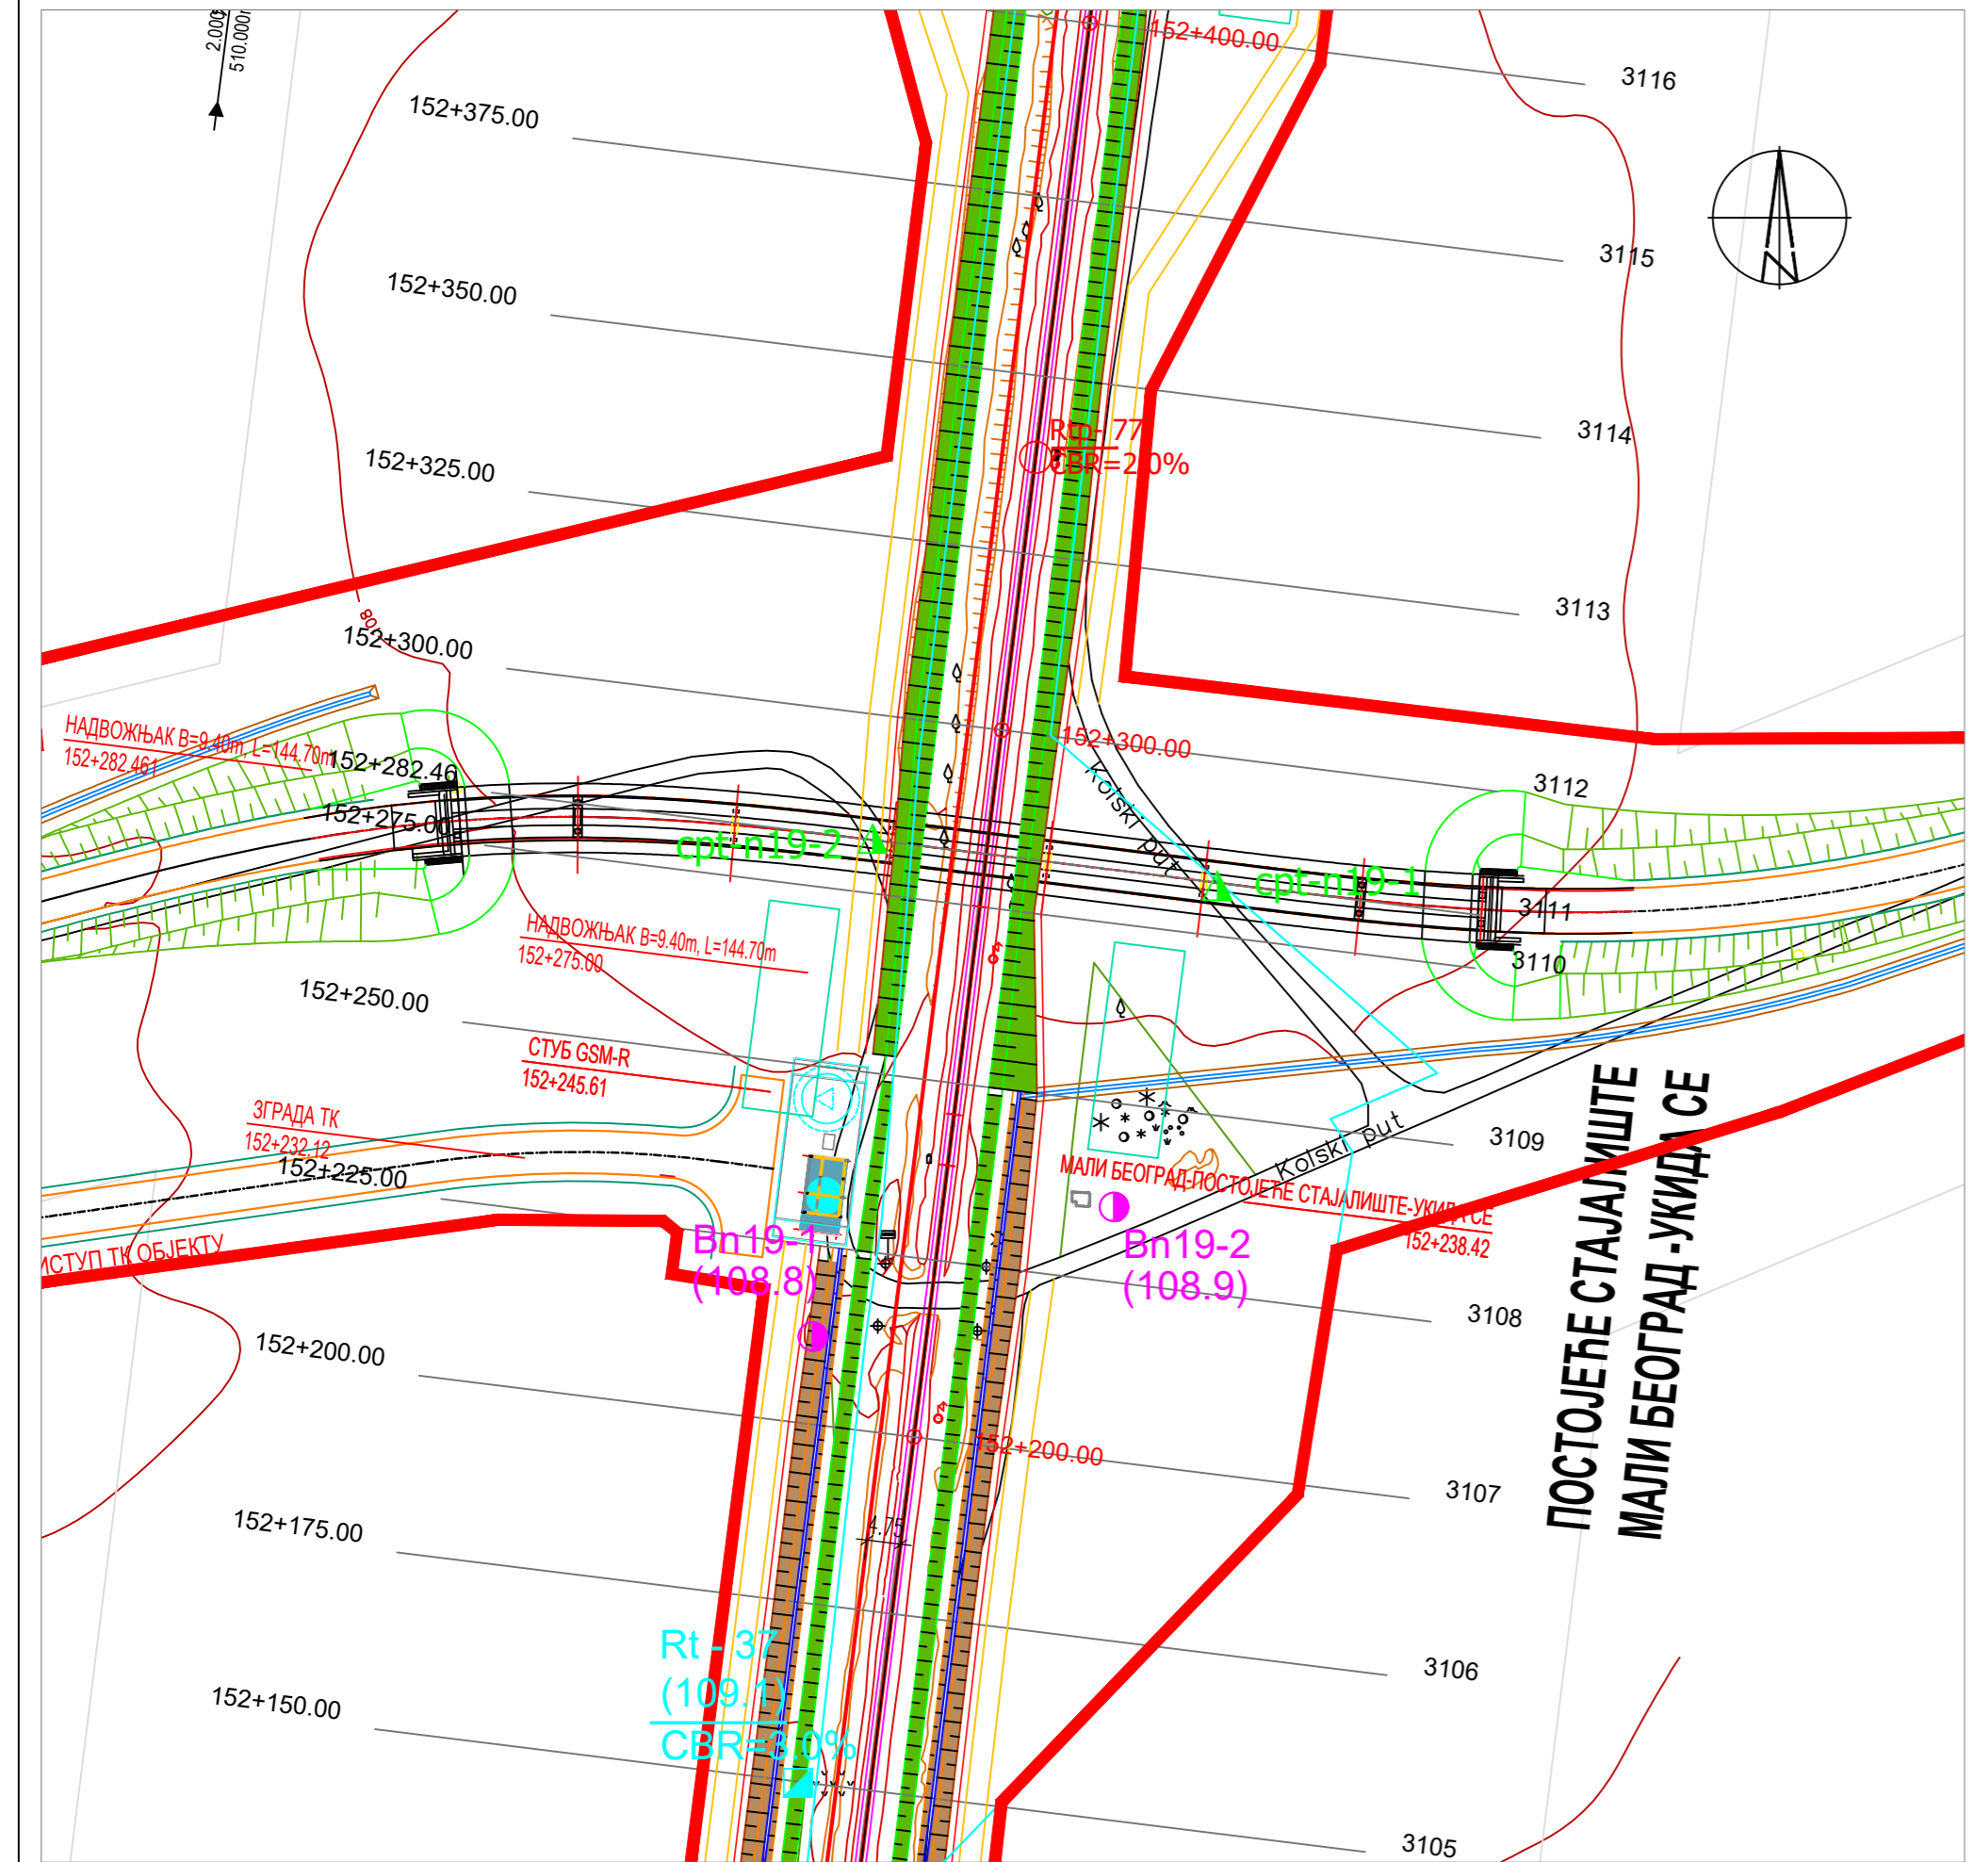 2.000
510.000
152+400.00
3116
152+375.00
N
3115
152+350.00
3114
Rtp- 77
CBR=2.0%
152+325.00
3113
108
152+300.00
152+300.00
3112
НАДВОЖЊАК B=9.40m, L=144.70m
152+282.461
152+282.46
152+275.00
Kolski put
cpt-n19-2
cpt-n19-1
3111
НАДВОЖЊАК B=9.40m, L=144.70m
152+275.00
3110
152+250.00
СТУБ GSM-R
152+245.61
ЗГРАДА ТК
152+232.12
3109
Kolski put
152+225.00
МАЛИ БЕОГРАД-ПОСТОЈЕЋЕ СТАЈАЛИШТЕ-УКИДА СЕ
152+238.42
ПОСТОЈЕЋЕ СТАЈАЛИШТЕ
МАЛИ БЕОГРАД -УКИДА СЕ
ИСТУП ТК ОБЈЕКТУ
Bn19-1
(108.8)
Bn19-2
(108.9)
3108
152+200.00
152+200.00
3107
152+175.00
4.75
Rt - 37
(109.1)
CBR=3.0%
3106
152+150.00
3105